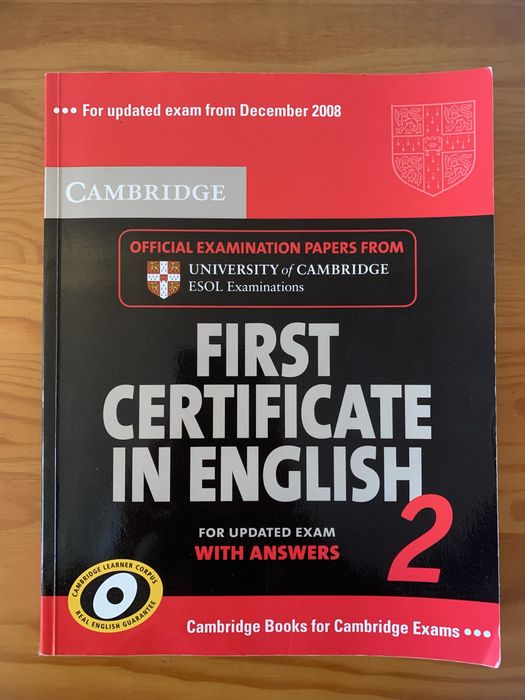 ••• For updated exam from December 2008
CAMBRIDGE
OFFICIAL EXAMINATION PAPERS FROM
UNIVERSITY of CAMBRIDGE
ESOL Examinations
FIRST
CERTIFICATE
IN ENGLISH
2
FOR UPDATED EXAM
WITH ANSWERS
CAMBRIDGE LEARNER CORPUS
REAL ENGLISH GUARANTEE
Cambridge Books for Cambridge Exams •••